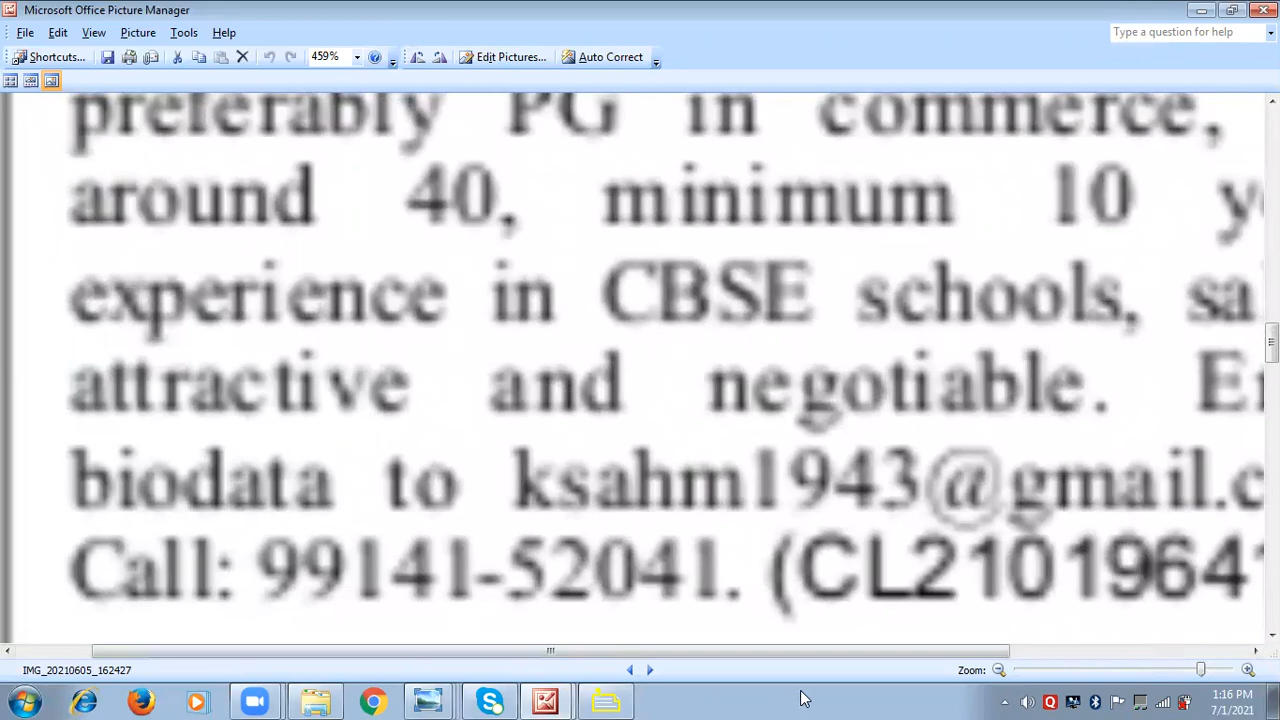 Microsoft Office Picture Manager
File Edit View Picture Tools Help
Type a question for help
Shortcuts... 459% Edit Pictures... Auto Correct
preferably PG in commerce,
around 40, minimum 10
experience in CBSE schools, sa
attractive and negotiable.
biodata to ksahm1943@gmail.c
Call: 99141-52041. (CL2101964
IMG_20210605_162427
Zoom:
1:16 PM
7/1/2021